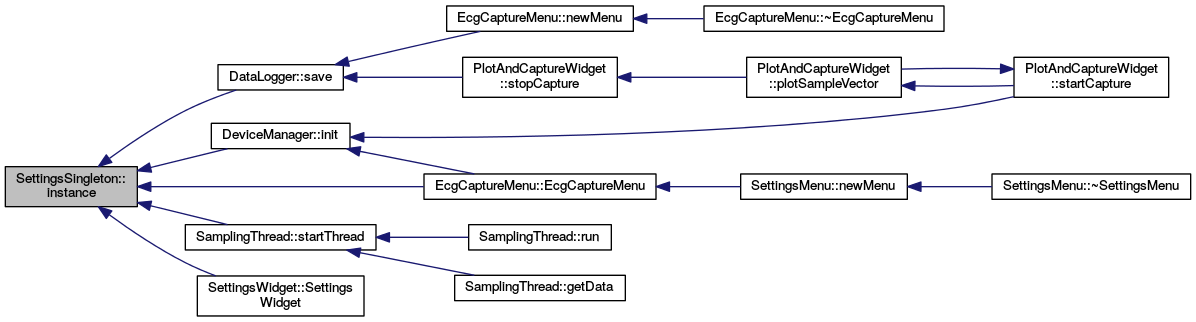 EcgCaptureMenu::newMenu
EcgCaptureMenu::~EcgCaptureMenu
DataLogger::save
PlotAndCaptureWidget
::stopCapture
PlotAndCaptureWidget
::plotSampleVector
PlotAndCaptureWidget
::startCapture
DeviceManager::init
SettingsSingleton::
Instance
EcgCaptureMenu::EcgCaptureMenu
SettingsMenu::newMenu
SettingsMenu::~SettingsMenu
SamplingThread::startThread
SamplingThread::run
SettingsWidget::Settings
Widget
SamplingThread::getData